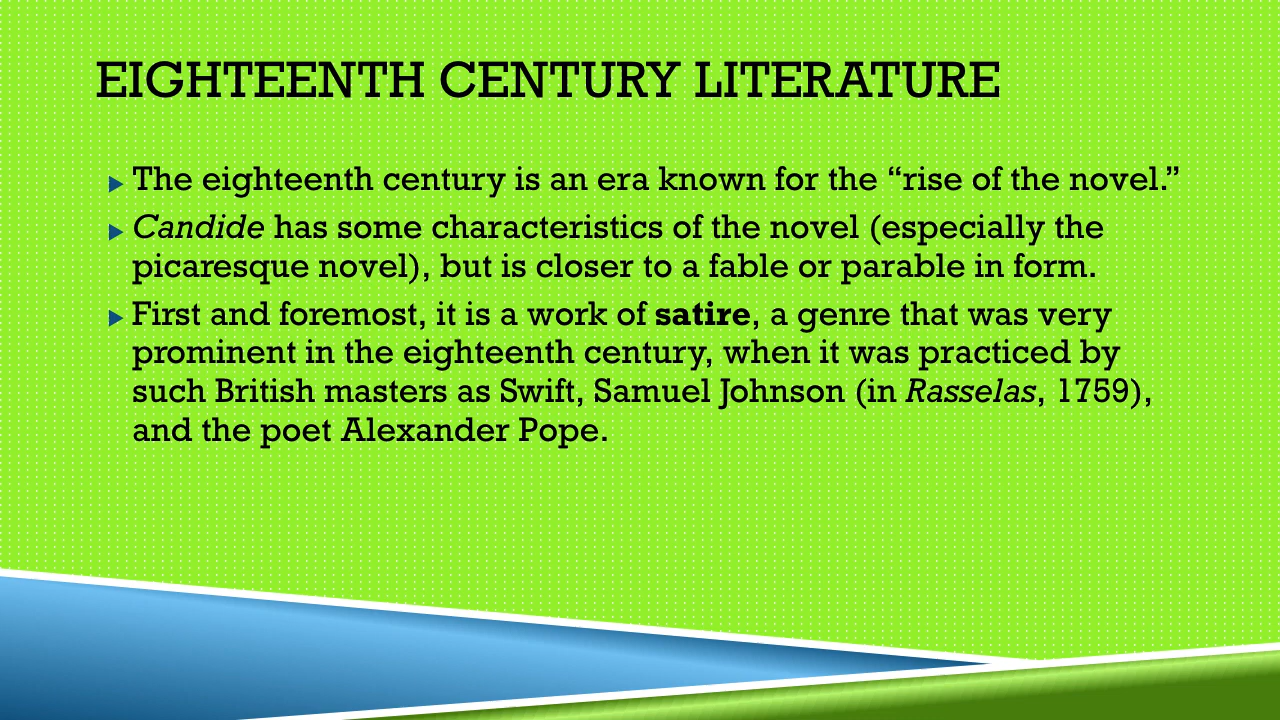 EIGHTEENTH CENTURY LITERATURE
The eighteenth century is an era known for the “rise of the novel.”
Candide has some characteristics of the novel (especially the
picaresque novel), but is closer to a fable or parable in form.
First and foremost, it is a work of satire, a genre that was very
prominent in the eighteenth century, when it was practiced by
such British masters as Swift, Samuel Johnson (in Rasselas, 1759),
and the poet Alexander Pope.